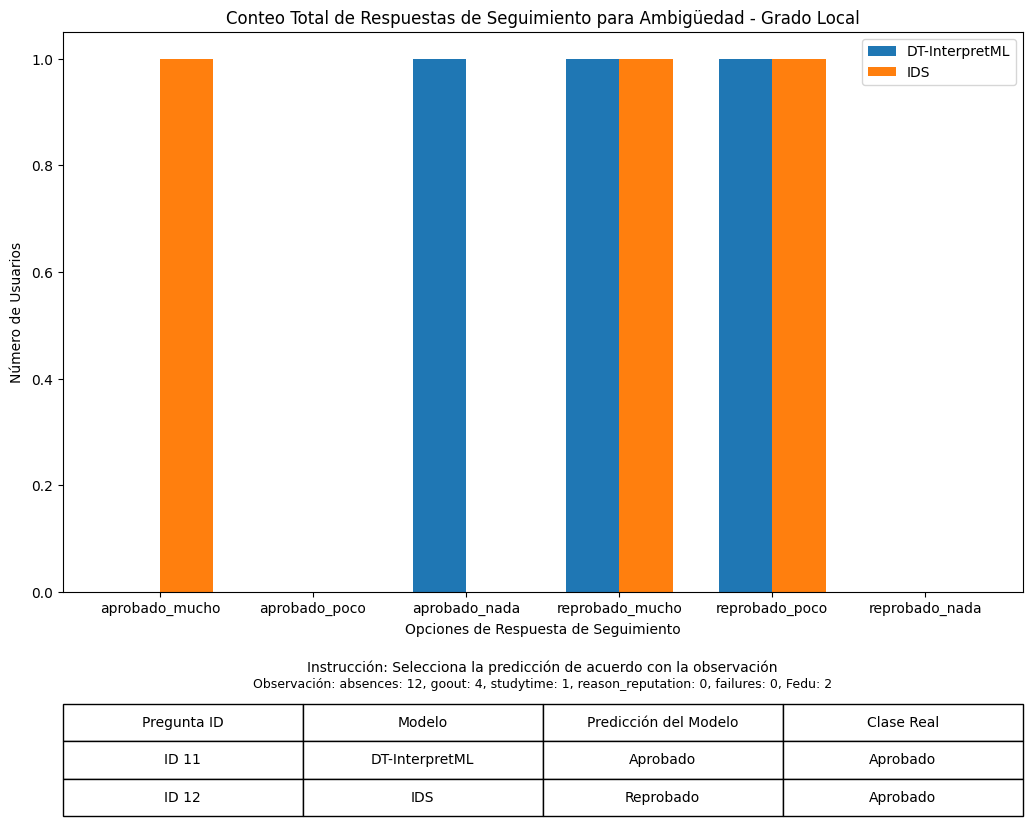 Conteo Total de Respuestas de Seguimiento para Ambigüedad - Grado Local
DT-InterpretML
IDS
Número de Usuarios
1.0
0.8
0.6
0.4
0.2
0.0
aprobado_mucho aprobado_poco aprobado_nada reprobado_mucho reprobado_poco reprobado_nada
Opciones de Respuesta de Seguimiento
Instrucción: Selecciona la predicción de acuerdo con la observación
Observación: absences: 12, goout: 4, studytime: 1, reason_reputation: 0, failures: 0, Fedu: 2
Pregunta ID Modelo Predicción del Modelo Clase Real
ID 11 DT-InterpretML Aprobado Aprobado
ID 12 IDS Reprobado Aprobado